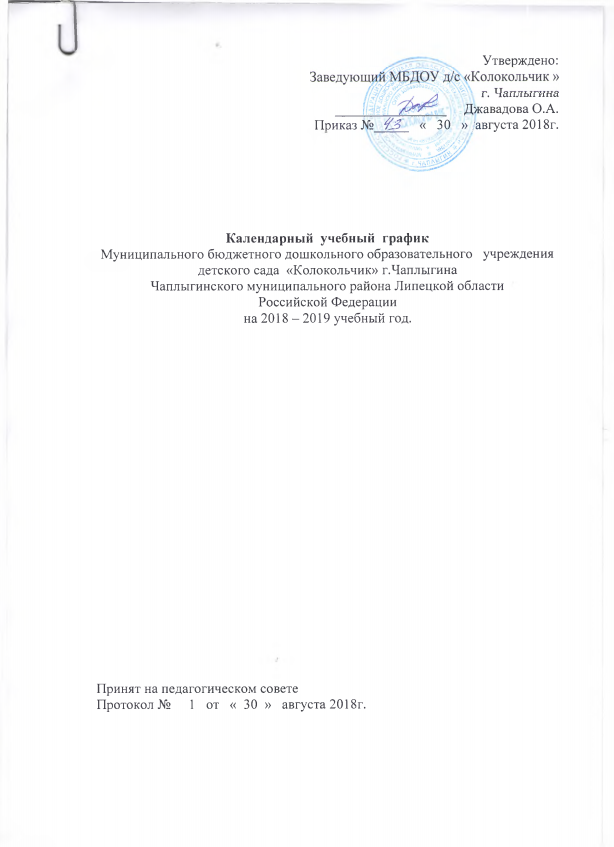 Утверждено:
Заведующий МБДОУ д/с «Колокольчик »
г. Чаплыгина
Джавадова О.А.
Приказ № 43 « 30 » августа 2018г.
Календарный учебный график
Муниципального бюджетного дошкольного образовательного учреждения
детского сада «Колокольчик» г.Чаплыгина
Чаплыгинского муниципального района Липецкой области
Российской Федерации
на 2018 – 2019 учебный год.
Принят на педагогическом совете
Протокол № 1 от « 30 » августа 2018г.